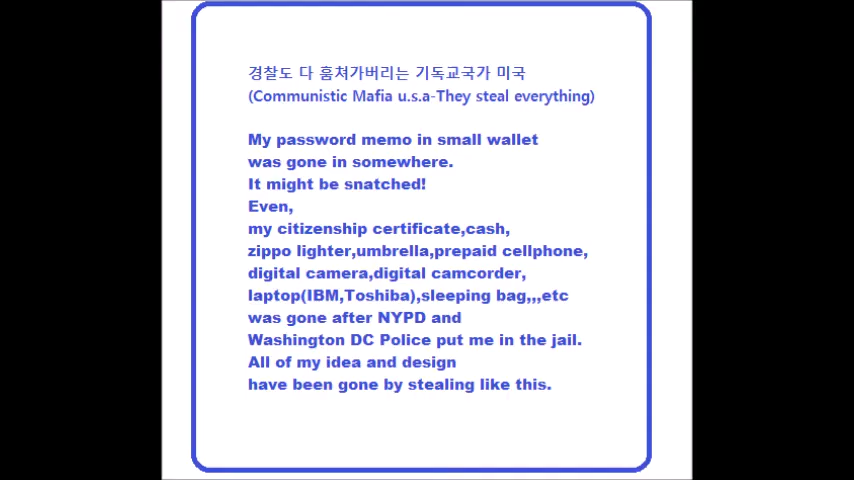 경찰도 다 훔쳐가버리는 기독교국가 미국
(Communistic Mafia u.s.a-They steal everything)
My password memo in small wallet
was gone in somewhere.
It might be snatched!
Even,
my citizenship certificate,cash,
zippo lighter,umbrella,prepaid cellphone,
digital camera,digital camcorder,
laptop(IBM,Toshiba),sleeping bag,,,etc
was gone after NYPD and
Washington DC Police put me in the jail.
All of my idea and design
have been gone by stealing like this.